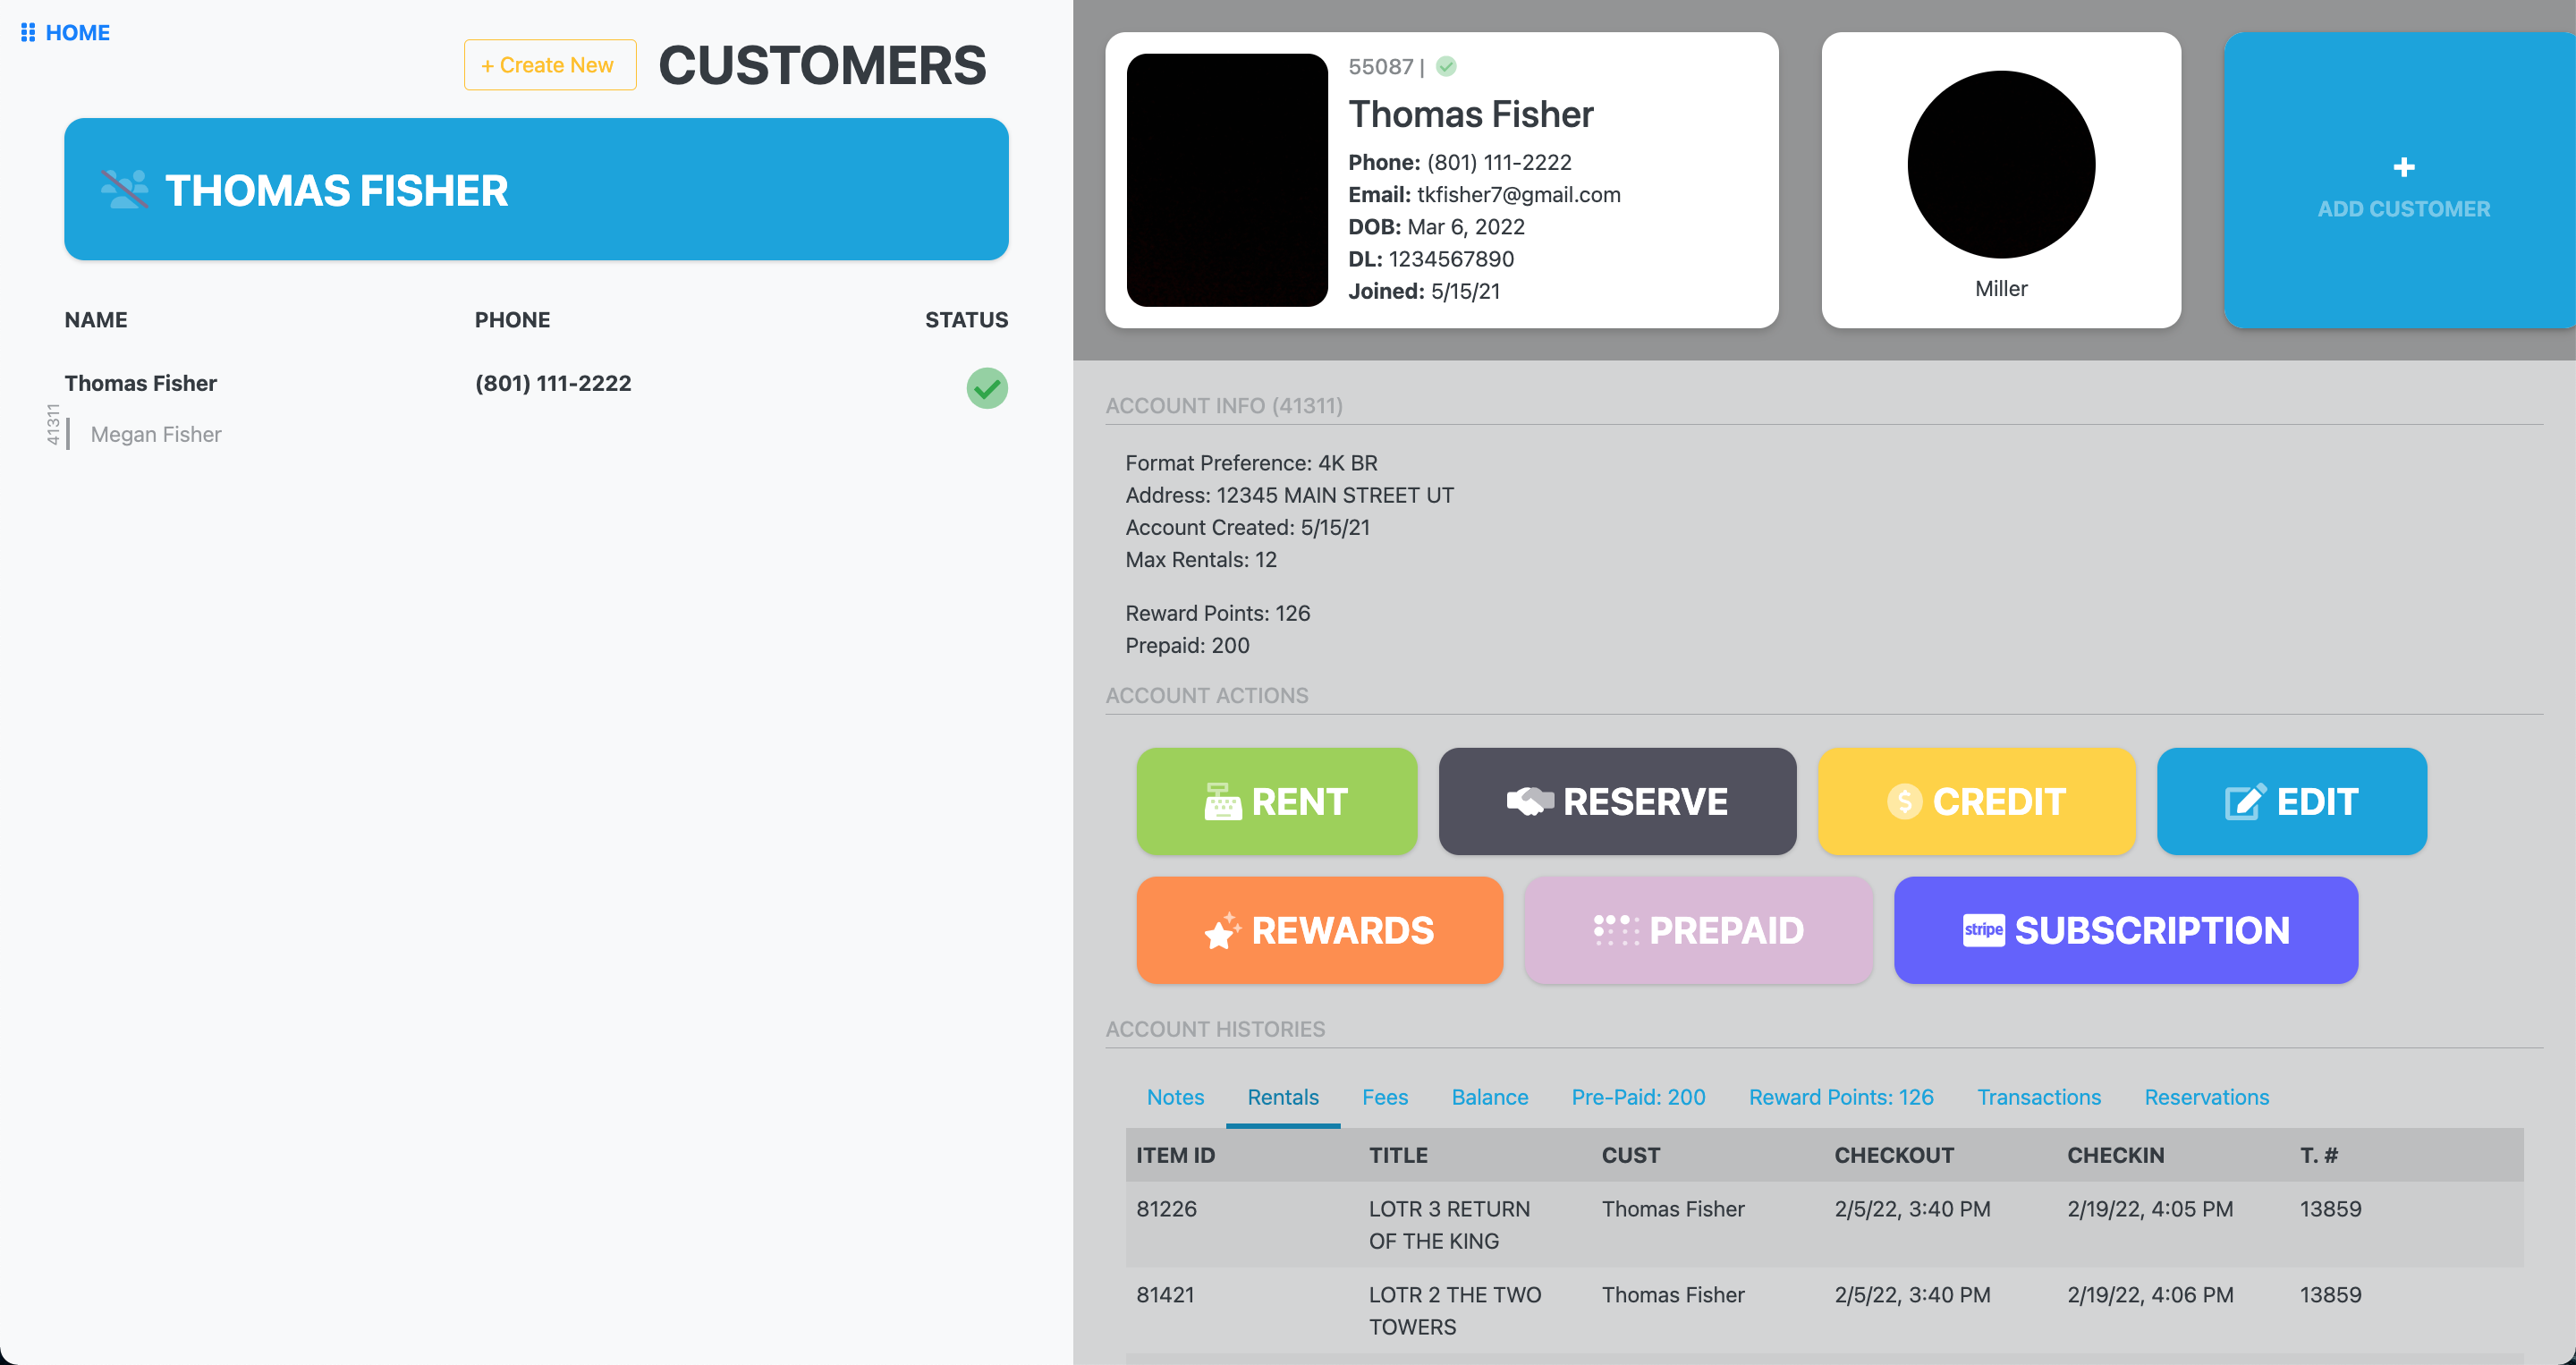 HOME
+ Create New
CUSTOMERS
THOMAS FISHER
NAME PHONE STATUS
Thomas Fisher (801) 111-2222
41311
Megan Fisher
55087 |
Thomas Fisher
Phone: (801) 111-2222
Email: tkfisher7@gmail.com
DOB: Mar 6, 2022
DL: 1234567890
Joined: 5/15/21
Miller
+
ADD CUSTOMER
ACCOUNT INFO (41311)
Format Preference: 4K BR
Address: 12345 MAIN STREET UT
Account Created: 5/15/21
Max Rentals: 12
Reward Points: 126
Prepaid: 200
ACCOUNT ACTIONS
RENT
RESERVE
$ CREDIT
EDIT
REWARDS
PREPAID
stripe SUBSCRIPTION
ACCOUNT HISTORIES
Notes Rentals Fees Balance Pre-Paid: 200 Reward Points: 126 Transactions Reservations
ITEM ID TITLE CUST CHECKOUT CHECKIN T. #
81226 LOTR 3 RETURN Thomas Fisher 2/5/22, 3:40 PM 2/19/22, 4:05 PM 13859
OF THE KING
81421 LOTR 2 THE TWO Thomas Fisher 2/5/22, 3:40 PM 2/19/22, 4:06 PM 13859
TOWERS